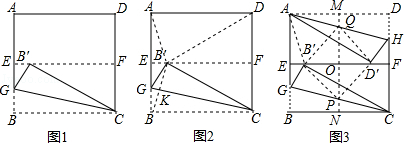 A D
E B′ F
G
B C
图1
A D
E B′ F
G K
B C
图2
A M D
Q H
B′
E O D′ F
G P
B N C
图3